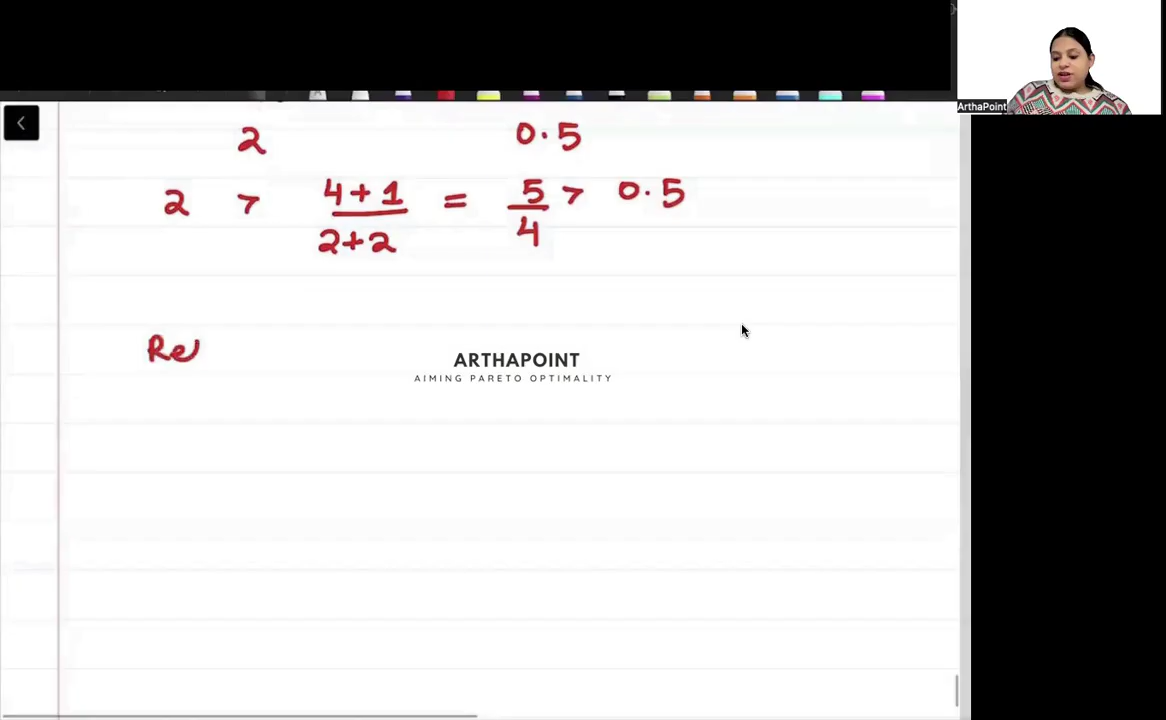 ArthaPoint
2 0.5
2 > 4+1 = 5 > 0.5
2+2 4
Re
ARTHAPOINT
AIMING PARETO OPTIMALITY